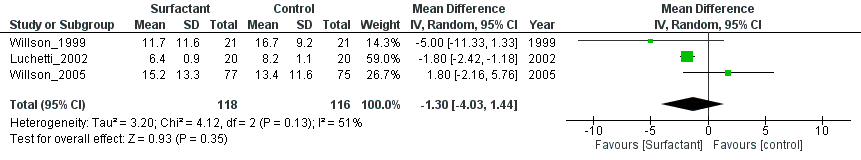 Surfactant Control Mean Difference Mean Difference
Study or Subgroup Mean SD Total Mean SD Total Weight IV, Random, 95% CI Year IV, Random, 95% CI
Willson_1999 11.7 11.6 21 16.7 9.2 21 14.3% -5.00 [-11.33, 1.33] 1999
Luchetti_2002 6.4 0.9 20 8.2 1.1 20 59.0% -1.80 [-2.42, -1.18] 2002
Willson_2005 15.2 13.3 77 13.4 11.6 75 26.7% 1.80 [-2.16, 5.76] 2005
Total (95% CI) 118 116 100.0% -1.30 [-4.03, 1.44]
Heterogeneity: Tau² = 3.20; Chi² = 4.12, df = 2 (P = 0.13); I² = 51%
Test for overall effect: Z = 0.93 (P = 0.35)
-10 -5 0 5 10
Favours [Surfactant] Favours [control]